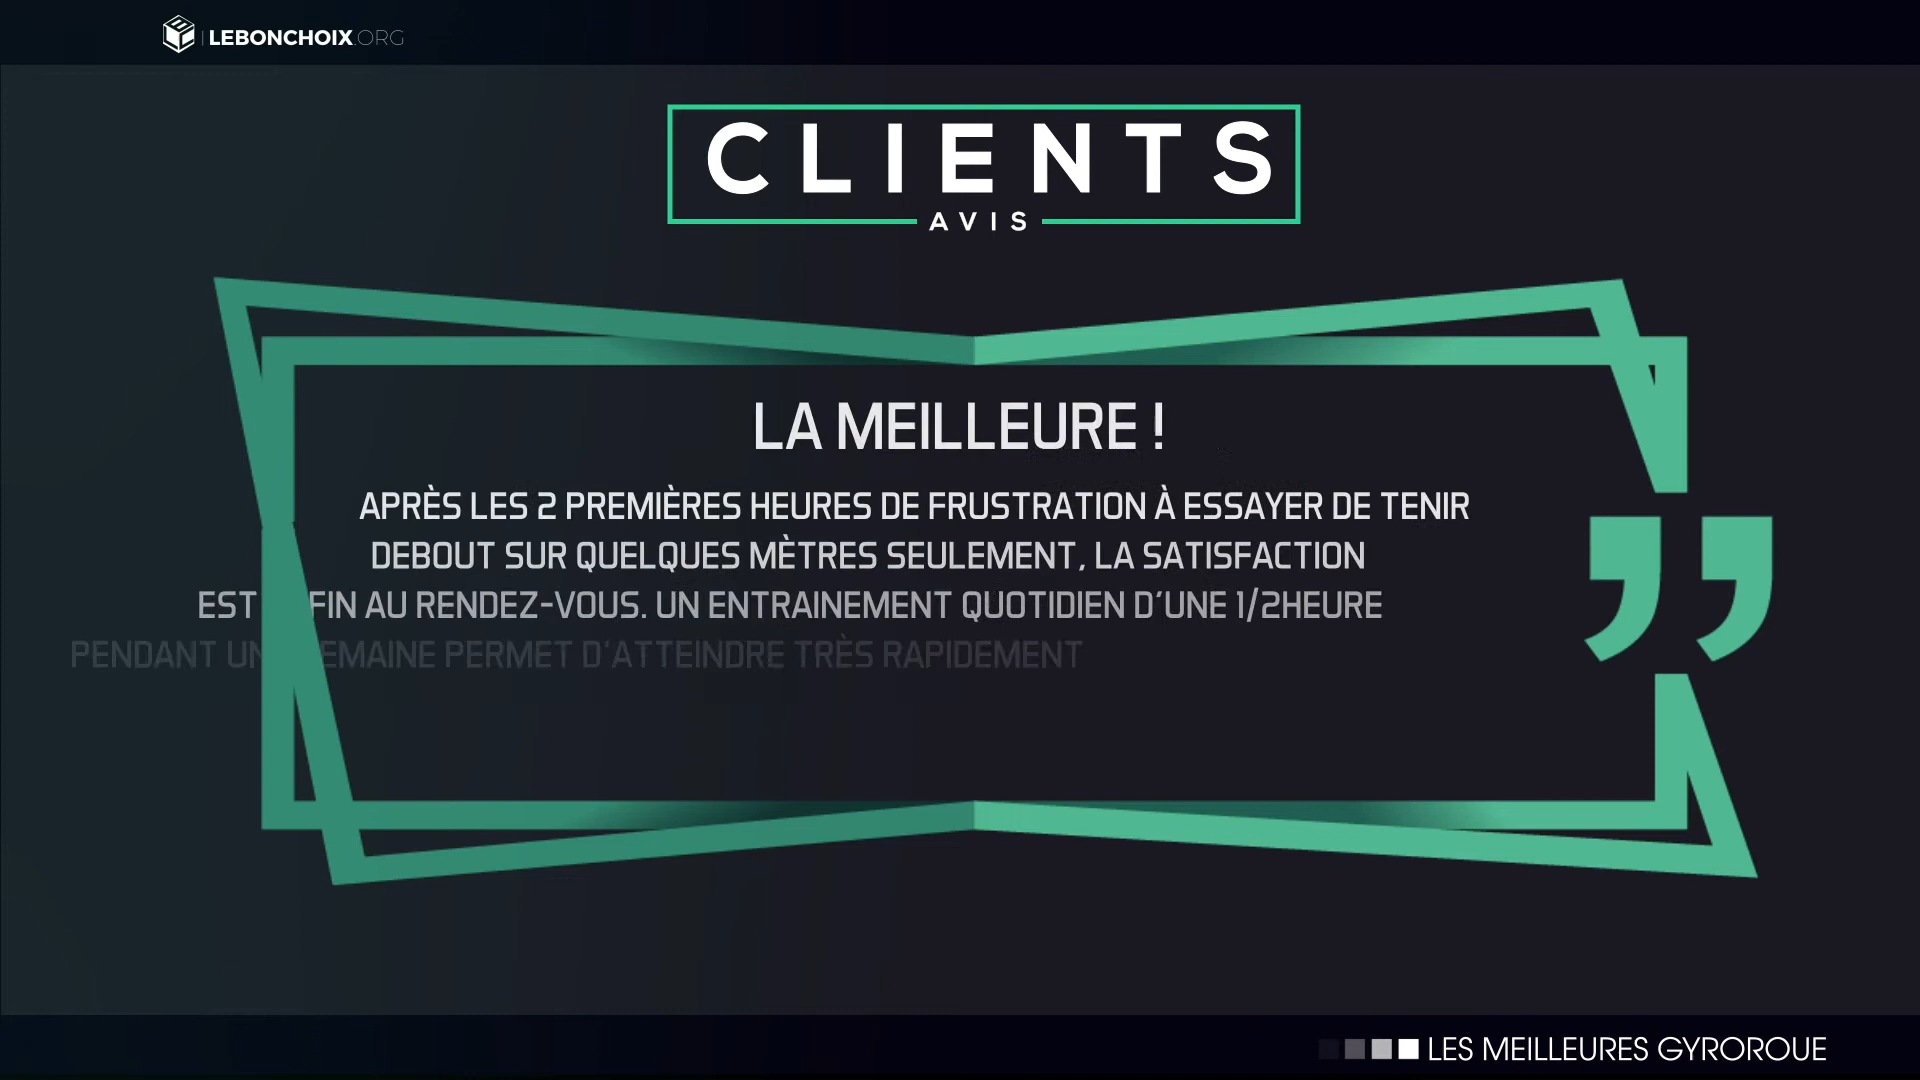 LEBONCHOIX.ORG
CLIENTS
AVIS
LA MEILLEURE !
APRÈS LES 2 PREMIÈRES HEURES DE FRUSTRATION À ESSAYER DE TENIR
DEBOUT SUR QUELQUES MÈTRES SEULEMENT, LA SATISFACTION
EST FIN AU RENDEZ-VOUS. UN ENTRAINEMENT QUOTIDIEN D'UNE 1/2HEURE
PENDANT UN EMAINE PERMET D'ATTEINDRE TRÈS RAPIDEMENT
LES MEILLEURES GYROROUE